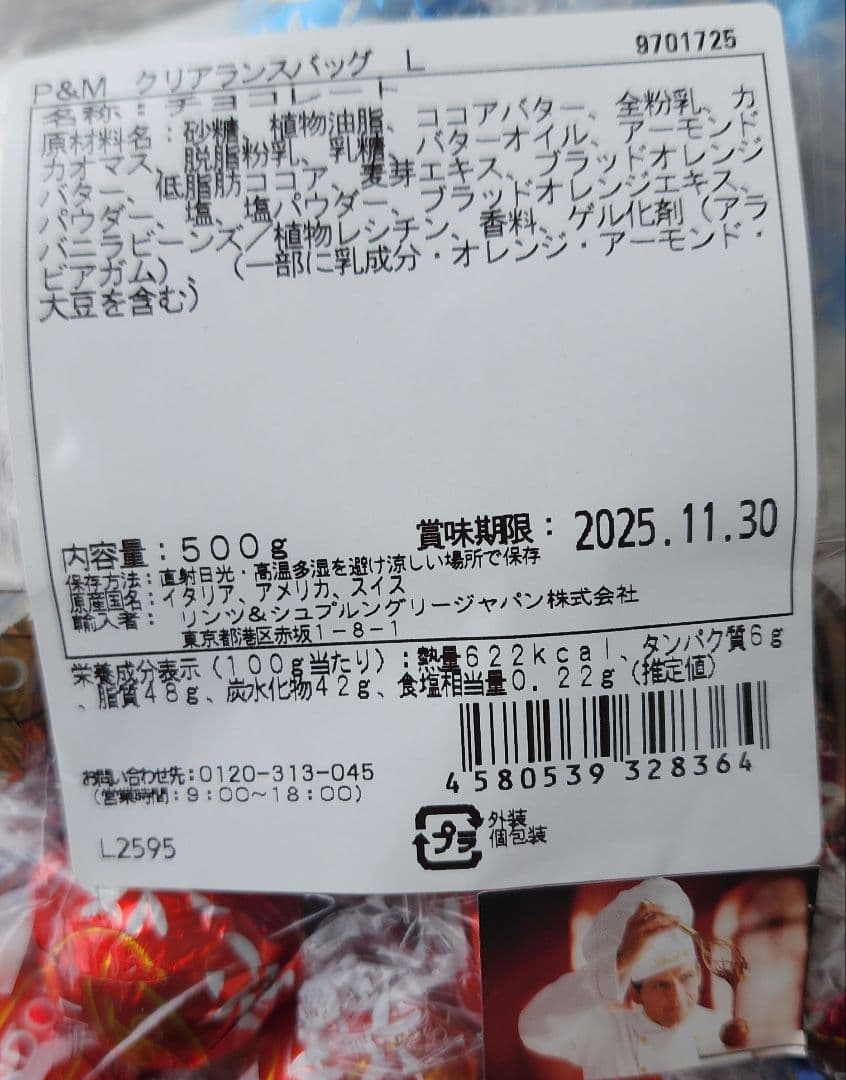 9701725
P&M クリアランスバッグ L
名称：チョコレート
原材料名：砂糖、植物油脂、ココアバター、全粉乳、カ
カオマス、脱脂粉乳、乳糖、バターオイル、アーモンド
バター、低脂肪ココア、麦芽エキス、ブラッドオレンジ
パウダー、塩、塩パウダー、ブラッドオレンジエキス、
バニラビーンズ／植物レシチン、香料、ゲル化剤（アラ
ビアガム）、（一部に乳成分・オレンジ・アーモンド・
大豆を含む）
内容量：５００ｇ
賞味期限：2025.11.30
保存方法：直射日光・高温多湿を避け涼しい場所で保存
原産国名：イタリア、アメリカ、スイス
輸入者：リンツ＆シュプルングリージャパン株式会社
東京都港区赤坂１－８－１
栄養成分表示（１００ｇ当たり）：熱量６２２ｋｃａｌ、タンパク質６ｇ
、脂質４８ｇ、炭水化物４２ｇ、食塩相当量０．２２ｇ（推定値）
4 580539 328364
お問い合わせ先：0120-313-045
（営業時間：９：００～１８：００）
プラ
外装
個包装
L2595